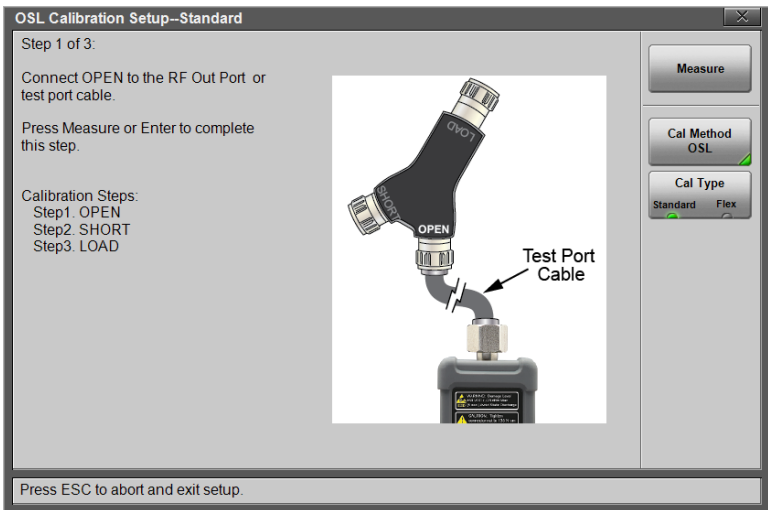 OSL Calibration Setup--Standard
Step 1 of 3:
Connect OPEN to the RF Out Port or
test port cable.
Press Measure or Enter to complete
this step.
Calibration Steps:
Step1. OPEN
Step2. SHORT
Step3. LOAD
LOAD
SHORT
OPEN
Test Port
Cable
Measure
Cal Method
OSL
Cal Type
Standard Flex
Press ESC to abort and exit setup.